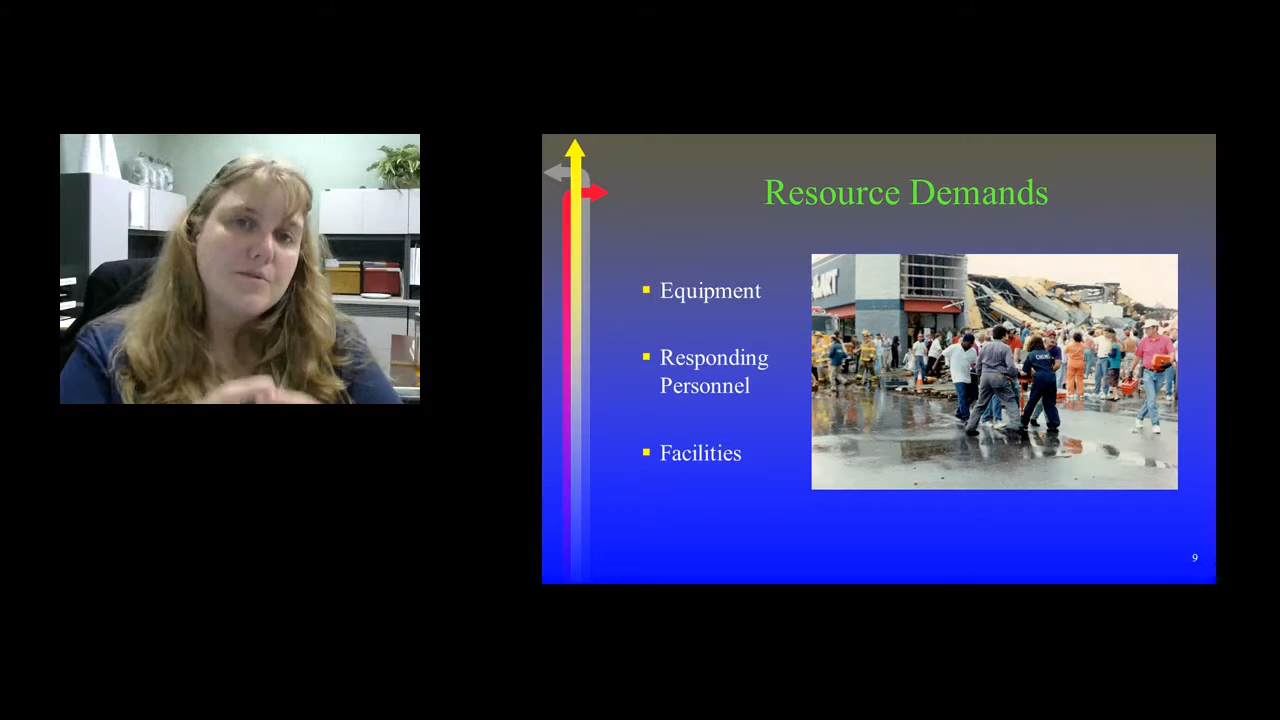 Resource Demands
Equipment
Responding
Personnel
Facilities
9